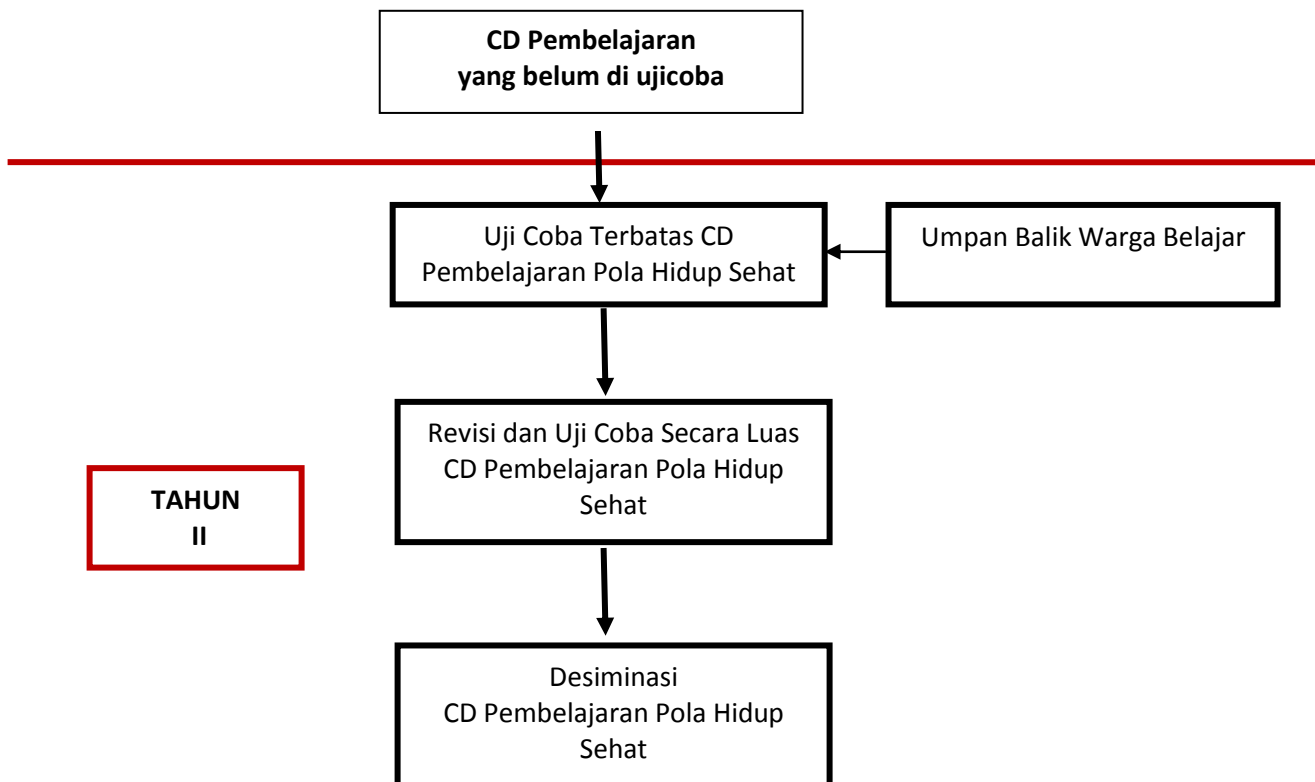 CD Pembelajaran
yang belum di ujicoba
Uji Coba Terbatas CD
Pembelajaran Pola Hidup Sehat
Umpan Balik Warga Belajar
Revisi dan Uji Coba Secara Luas
CD Pembelajaran Pola Hidup
Sehat
TAHUN
II
Desiminasi
CD Pembelajaran Pola Hidup
Sehat